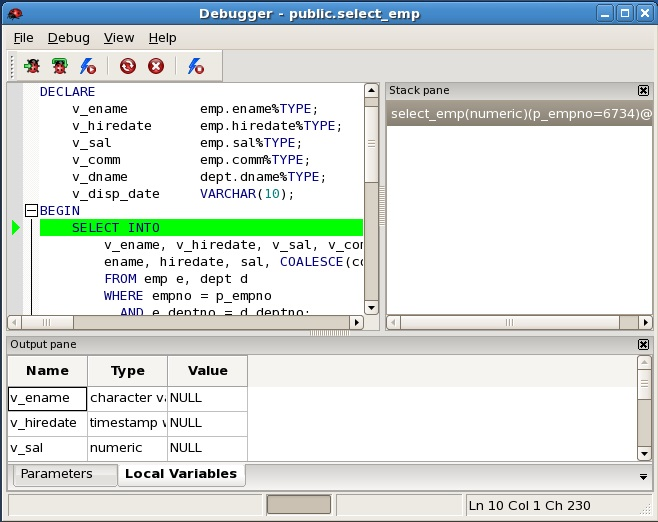 Debugger - public.select_emp
File Debug View Help
DECLARE
v_ename emp.ename%TYPE;
v_hiredate emp.hiredate%TYPE;
v_sal emp.sal%TYPE;
v_comm emp.comm%TYPE;
v_dname dept.dname%TYPE;
v_disp_date VARCHAR(10);
BEGIN
SELECT INTO
v_ename, v_hiredate, v_sal, v_com
ename, hiredate, sal, COALESCE(co
FROM emp e, dept d
WHERE empno = p_empno
AND e.deptno = d.deptno;
Stack pane
select_emp(numeric)(p_empno=6734)@
Output pane
Name Type Value
v_ename character va NULL
v_hiredate timestamp w NULL
v_sal numeric NULL
Parameters Local Variables
Ln 10 Col 1 Ch 230